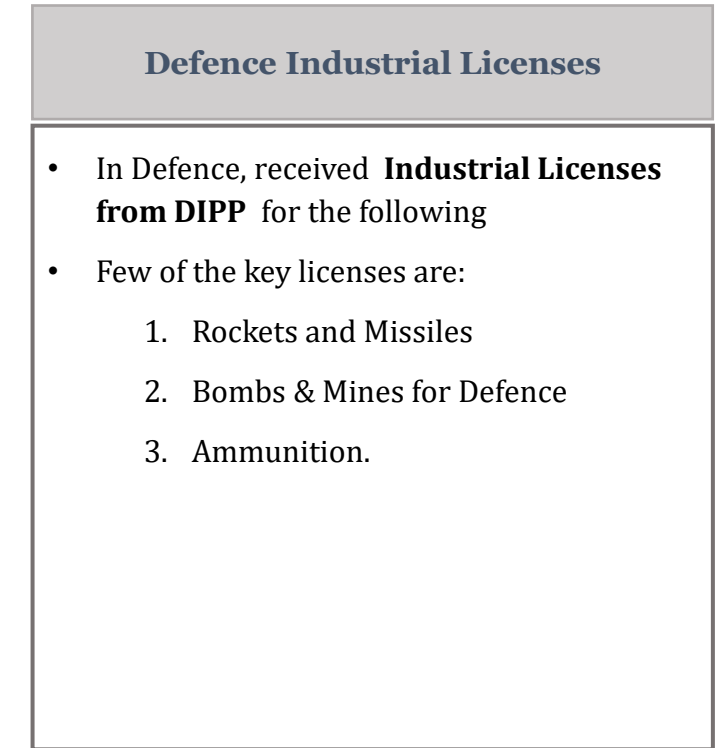 Defence Industrial Licenses
• In Defence, received Industrial Licenses
from DIPP for the following
• Few of the key licenses are:
1. Rockets and Missiles
2. Bombs & Mines for Defence
3. Ammunition.